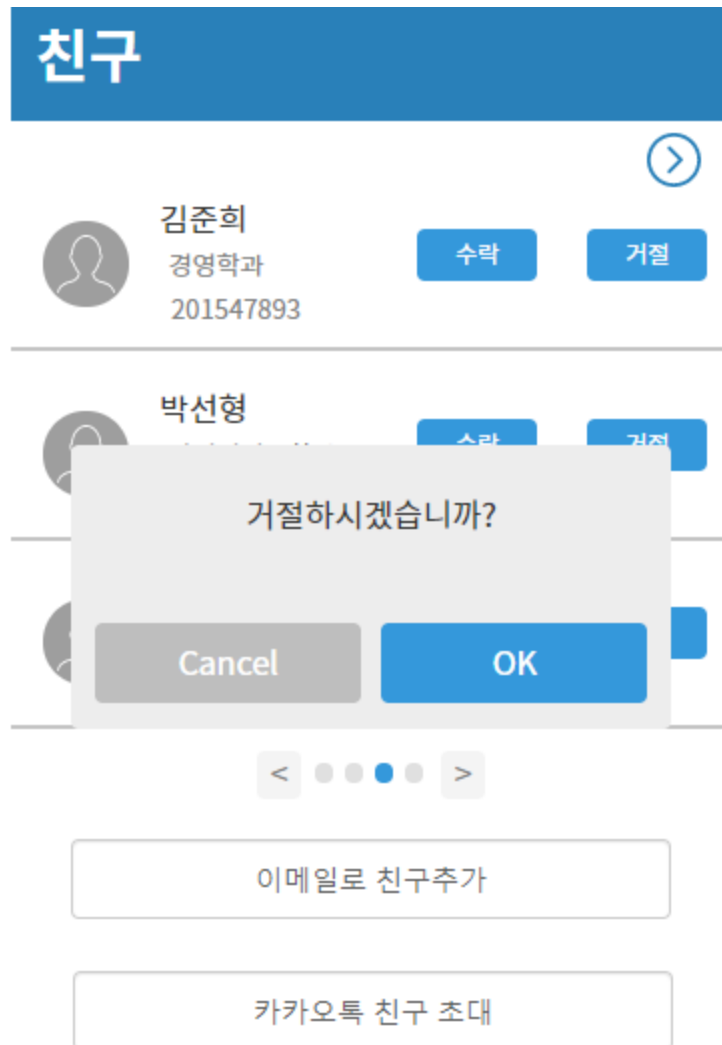 친구
김준희
경영학과
수락 거절
201547893
박선형
수락 거절
거절하시겠습니까?
Cancel OK
< >
이메일로 친구추가
카카오톡 친구 초대